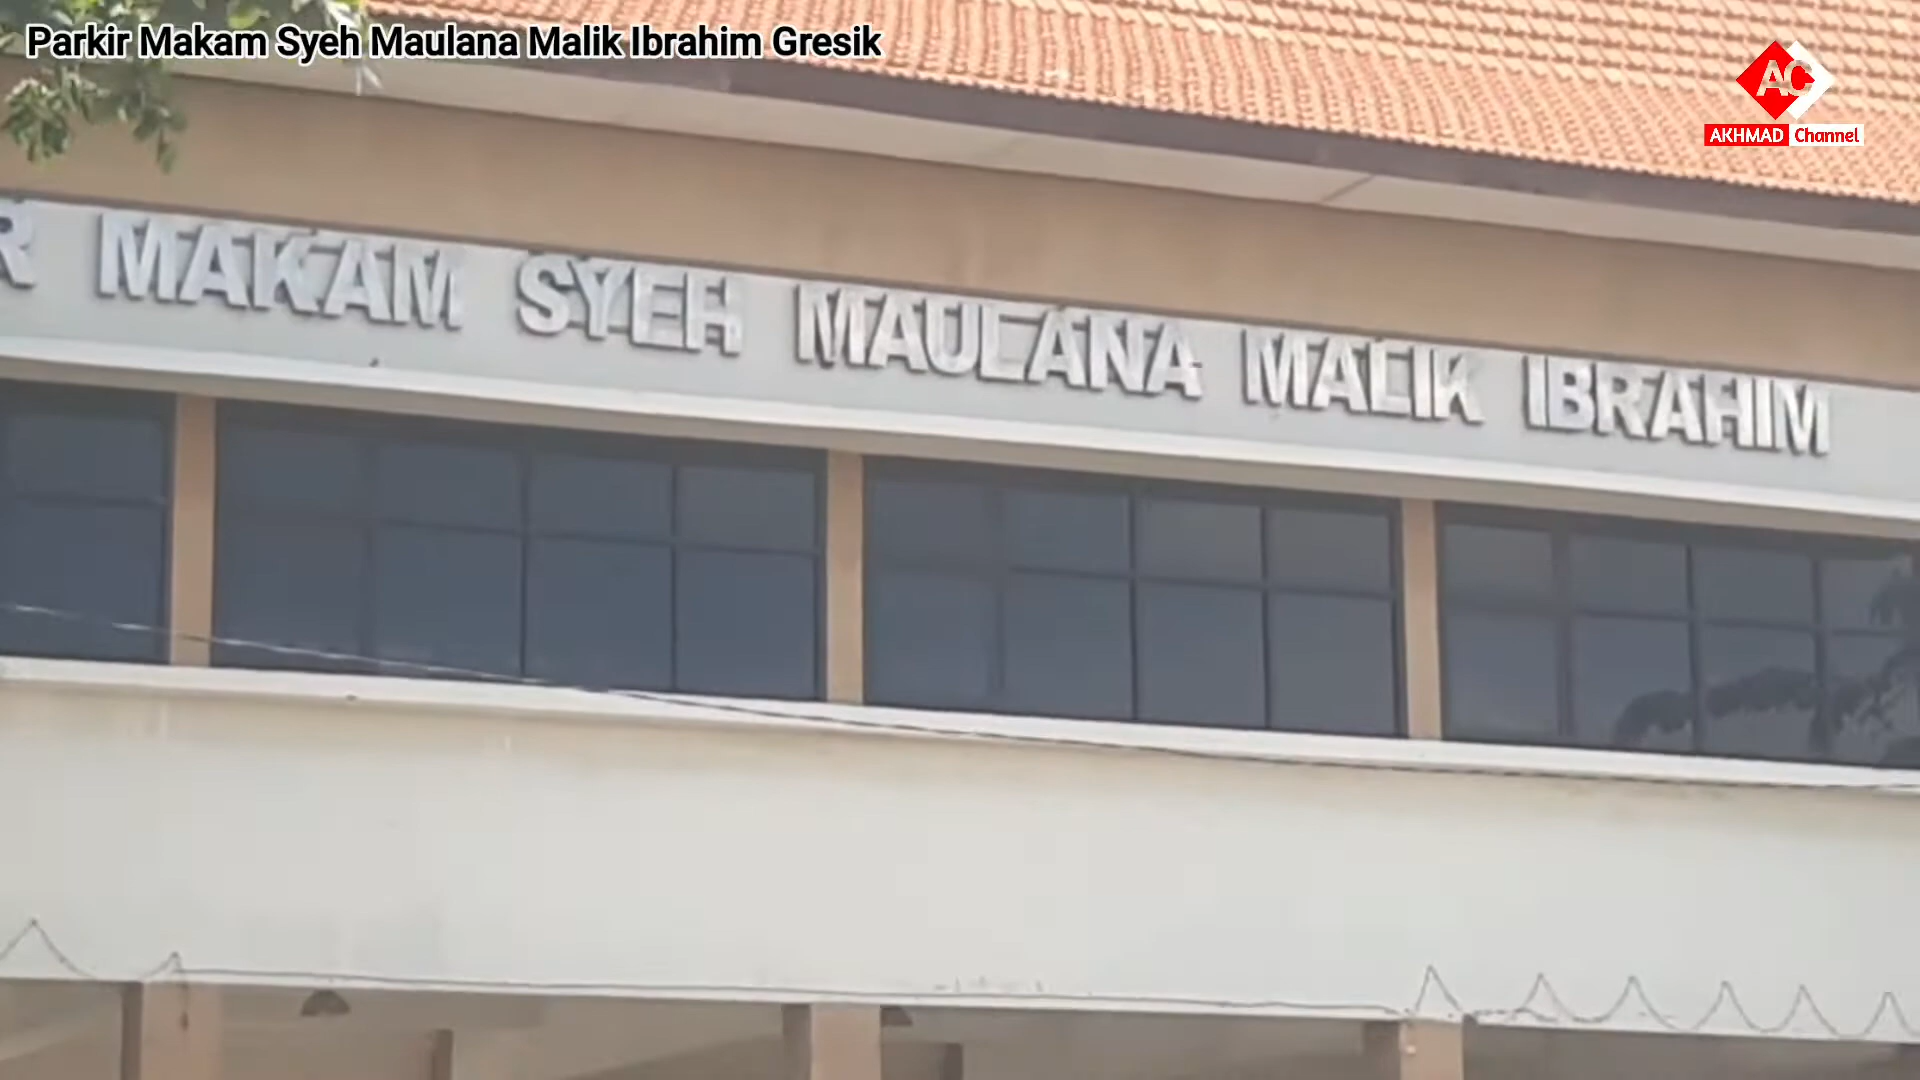 Parkir Makam Syeh Maulana Malik Ibrahim Gresik
AC
AKHMAD Channel
R MAKAM SYEH MAULANA MALIK IBRAHIM